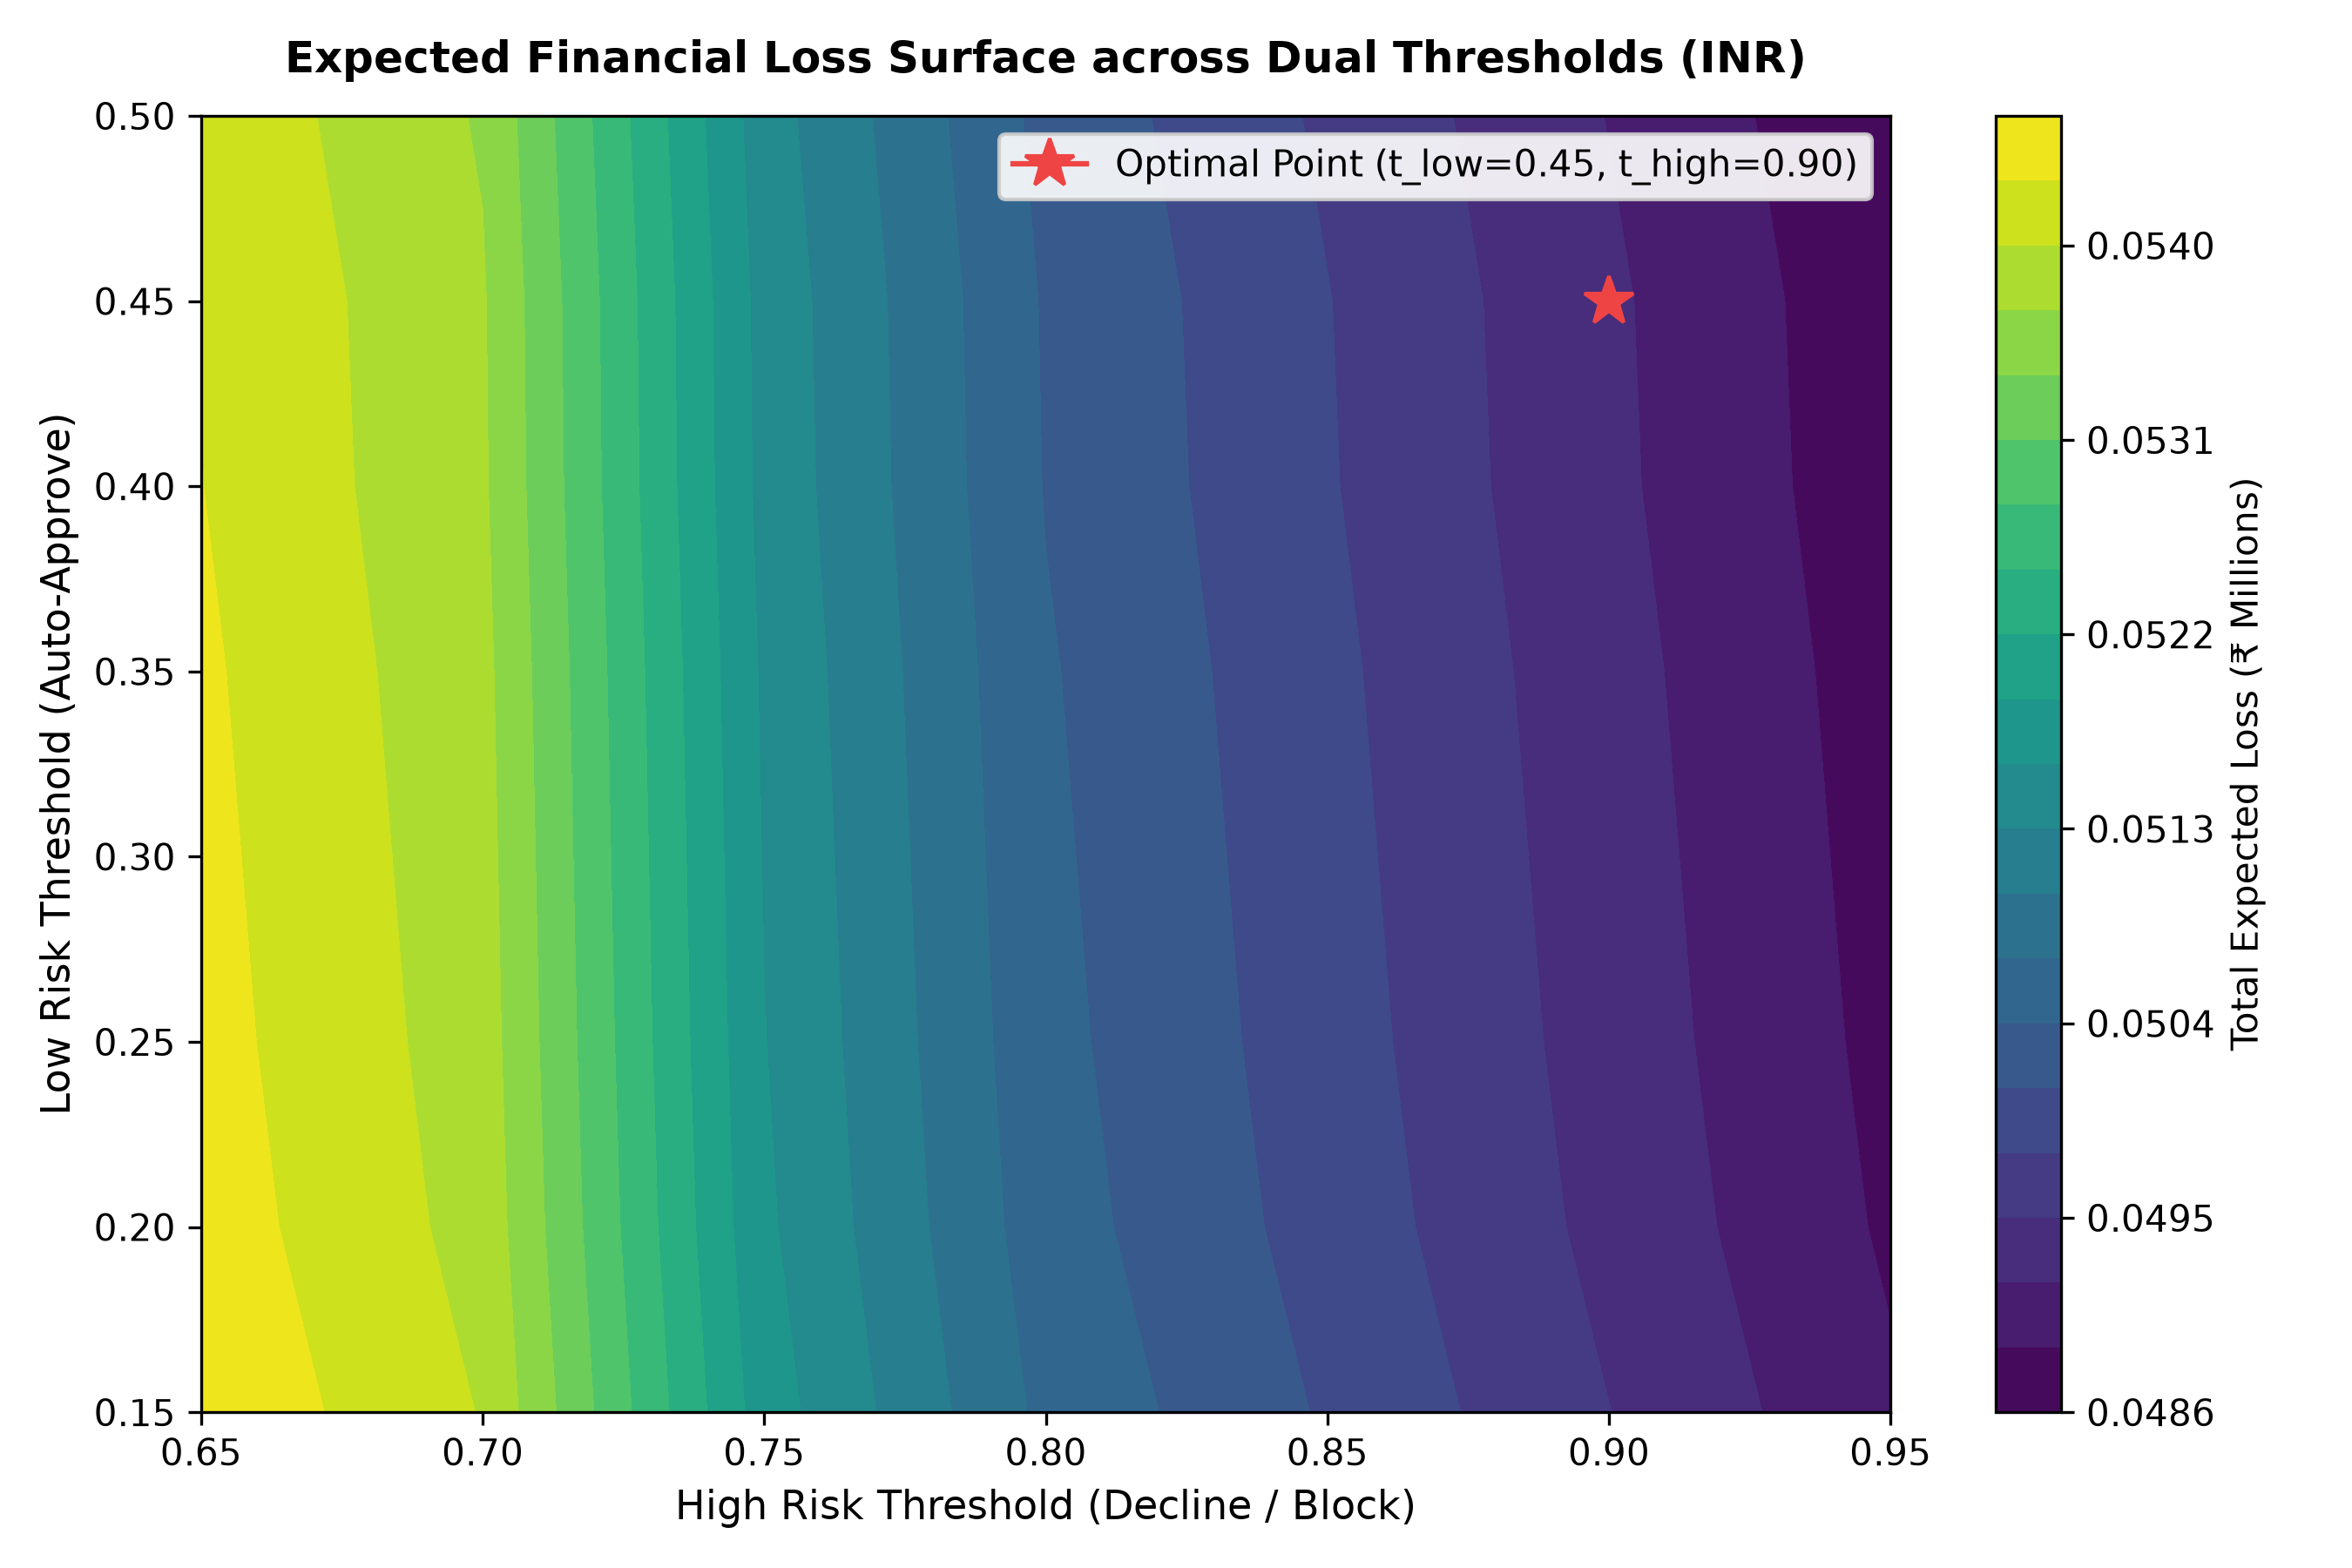 Expected Financial Loss Surface across Dual Thresholds (INR)
Optimal Point (t_low=0.45, t_high=0.90)
Low Risk Threshold (Auto-Approve)
0.50
0.45
0.40
0.35
0.30
0.25
0.20
0.15
0.65 0.70 0.75 0.80 0.85 0.90 0.95
High Risk Threshold (Decline / Block)
0.0540
0.0531
0.0522
0.0513
0.0504
0.0495
0.0486
Total Expected Loss (₹ Millions)